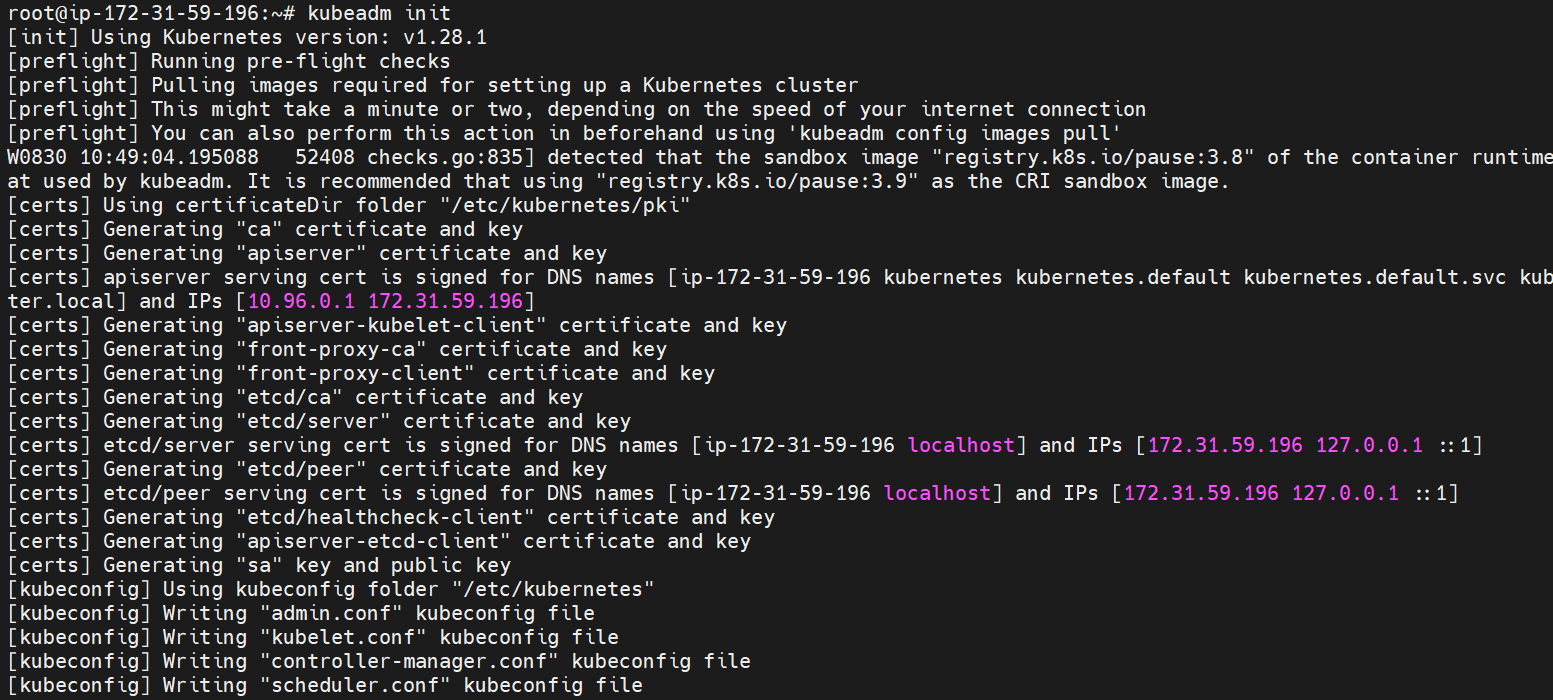 root@ip-172-31-59-196:~# kubeadm init
[init] Using Kubernetes version: v1.28.1
[preflight] Running pre-flight checks
[preflight] Pulling images required for setting up a Kubernetes cluster
[preflight] This might take a minute or two, depending on the speed of your internet connection
[preflight] You can also perform this action in beforehand using 'kubeadm config images pull'
W0830 10:49:04.195088   52408 checks.go:835] detected that the sandbox image "registry.k8s.io/pause:3.8" of the container runtime
at used by kubeadm. It is recommended that using "registry.k8s.io/pause:3.9" as the CRI sandbox image.
[certs] Using certificateDir folder "/etc/kubernetes/pki"
[certs] Generating "ca" certificate and key
[certs] Generating "apiserver" certificate and key
[certs] apiserver serving cert is signed for DNS names [ip-172-31-59-196 kubernetes kubernetes.default kubernetes.default.svc kub
ter.local] and IPs [10.96.0.1 172.31.59.196]
[certs] Generating "apiserver-kubelet-client" certificate and key
[certs] Generating "front-proxy-ca" certificate and key
[certs] Generating "front-proxy-client" certificate and key
[certs] Generating "etcd/ca" certificate and key
[certs] Generating "etcd/server" certificate and key
[certs] etcd/server serving cert is signed for DNS names [ip-172-31-59-196 localhost] and IPs [172.31.59.196 127.0.0.1 ::1]
[certs] Generating "etcd/peer" certificate and key
[certs] etcd/peer serving cert is signed for DNS names [ip-172-31-59-196 localhost] and IPs [172.31.59.196 127.0.0.1 ::1]
[certs] Generating "etcd/healthcheck-client" certificate and key
[certs] Generating "apiserver-etcd-client" certificate and key
[certs] Generating "sa" key and public key
[kubeconfig] Using kubeconfig folder "/etc/kubernetes"
[kubeconfig] Writing "admin.conf" kubeconfig file
[kubeconfig] Writing "kubelet.conf" kubeconfig file
[kubeconfig] Writing "controller-manager.conf" kubeconfig file
[kubeconfig] Writing "scheduler.conf" kubeconfig file